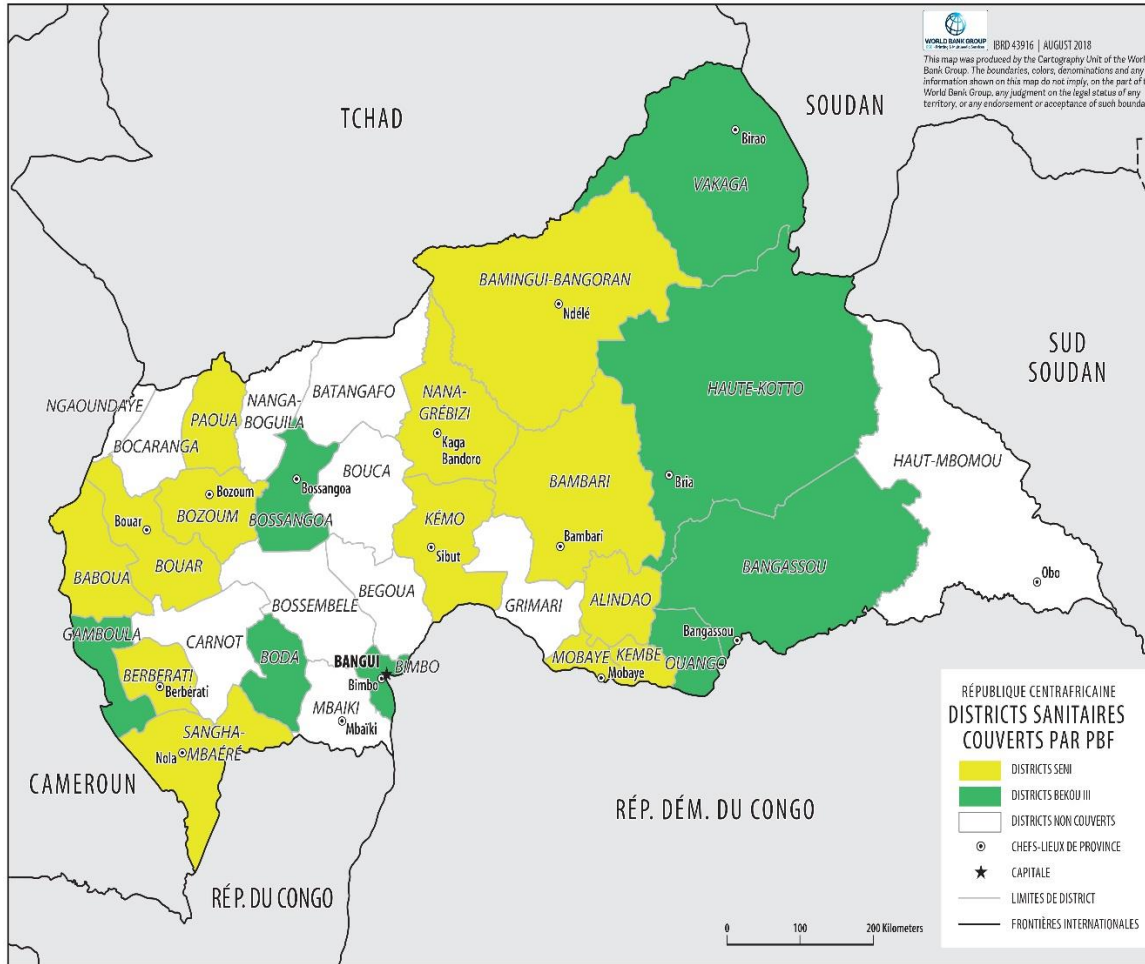 WORLD BANK GROUP
IBRD 43916 | AUGUST 2018
This map was produced by the Cartography Unit of the Worl
Bank Group. The boundaries, colors, denominations and any
information shown on this map do not imply, on the part of t
World Bank Group, any judgment on the legal status of any
territory, or any endorsement or acceptance of such bounda
TCHAD
SOUDAN
Birao
VAKAGA
BAMINGUI-BANGORAN
Ndélé
SUD
SOUDAN
HAUTE-KOTTO
NGAOUNDAYE
BOCARANGA
PAOUA
NANGA-
BOGUILA
BATANGAFO
NANA-
GRÉBIZI
Kaga
Bandoro
BOUCA
HAUT-MBOMOU
Bossangoa
BOSSANGOA
Bozoum
BOZOUM
BAMBARI
Bria
Bouar
BOUAR
KÉMO
Sibut
Bambari
BABOUA
BANGASSOU
Obo
BEGOUA
BOSSEMBELE
GRIMARI
ALINDAO
GAMBOULA
CARNOT
BODA
BANGUI
BIMBO
Bimbo
Bangassou
OUANGO
MOBAYE
KEMBE
Mobaye
BERBERATI
Berbérati
MBAIKI
Mbaïki
SANGHA-
MBAÉRÉ
Nola
CAMEROUN
RÉP. DÉM. DU CONGO
RÉP. DU CONGO
RÉPUBLIQUE CENTRAFRICAINE
DISTRICTS SANITAIRES
COUVERTS PAR PBF
DISTRICTS SENI
DISTRICTS BEKOU III
DISTRICTS NON COUVERTS
CHEFS-LIEUX DE PROVINCE
CAPITALE
LIMITES DE DISTRICT
FRONTIÈRES INTERNATIONALES
0 100 200 Kilometers